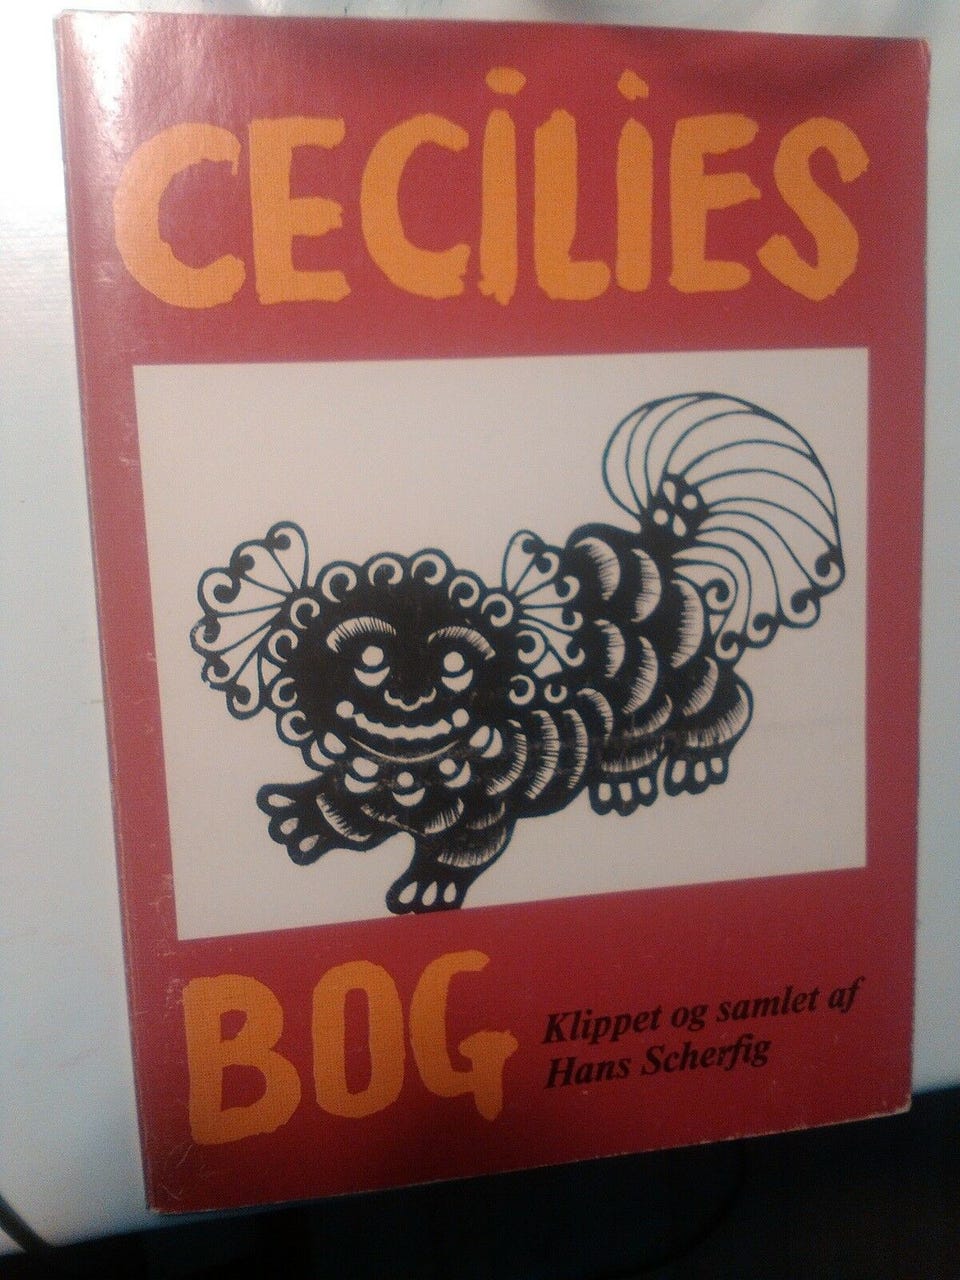 CECiLiES
BOG
Klippet og samlet af
Hans Scherfig